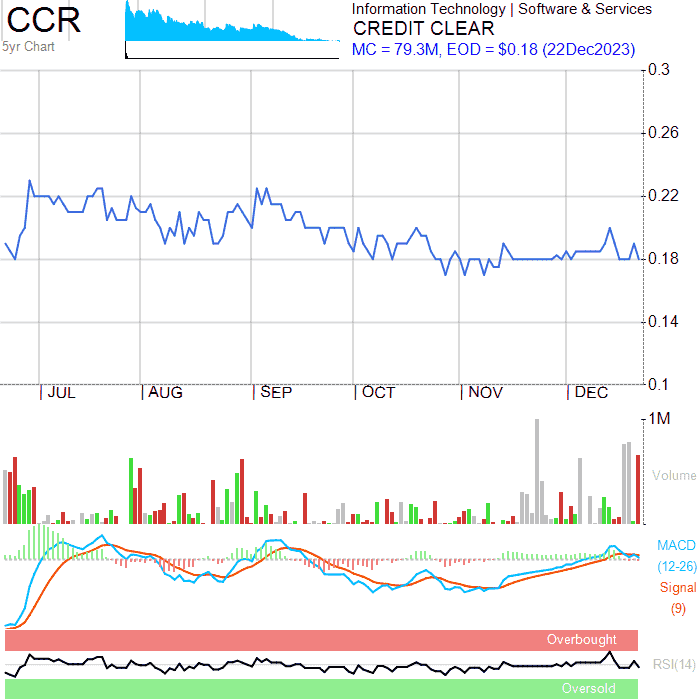 CCR
5yr Chart
Information Technology | Software & Services
CREDIT CLEAR
MC = 79.3M, EOD = $0.18 (22Dec2023)
0.3
0.26
0.22
0.18
0.14
0.1
JUL AUG SEP OCT NOV DEC
1M
Volume
MACD
(12-26)
Signal
(9)
Overbought
RSI(14)
Oversold